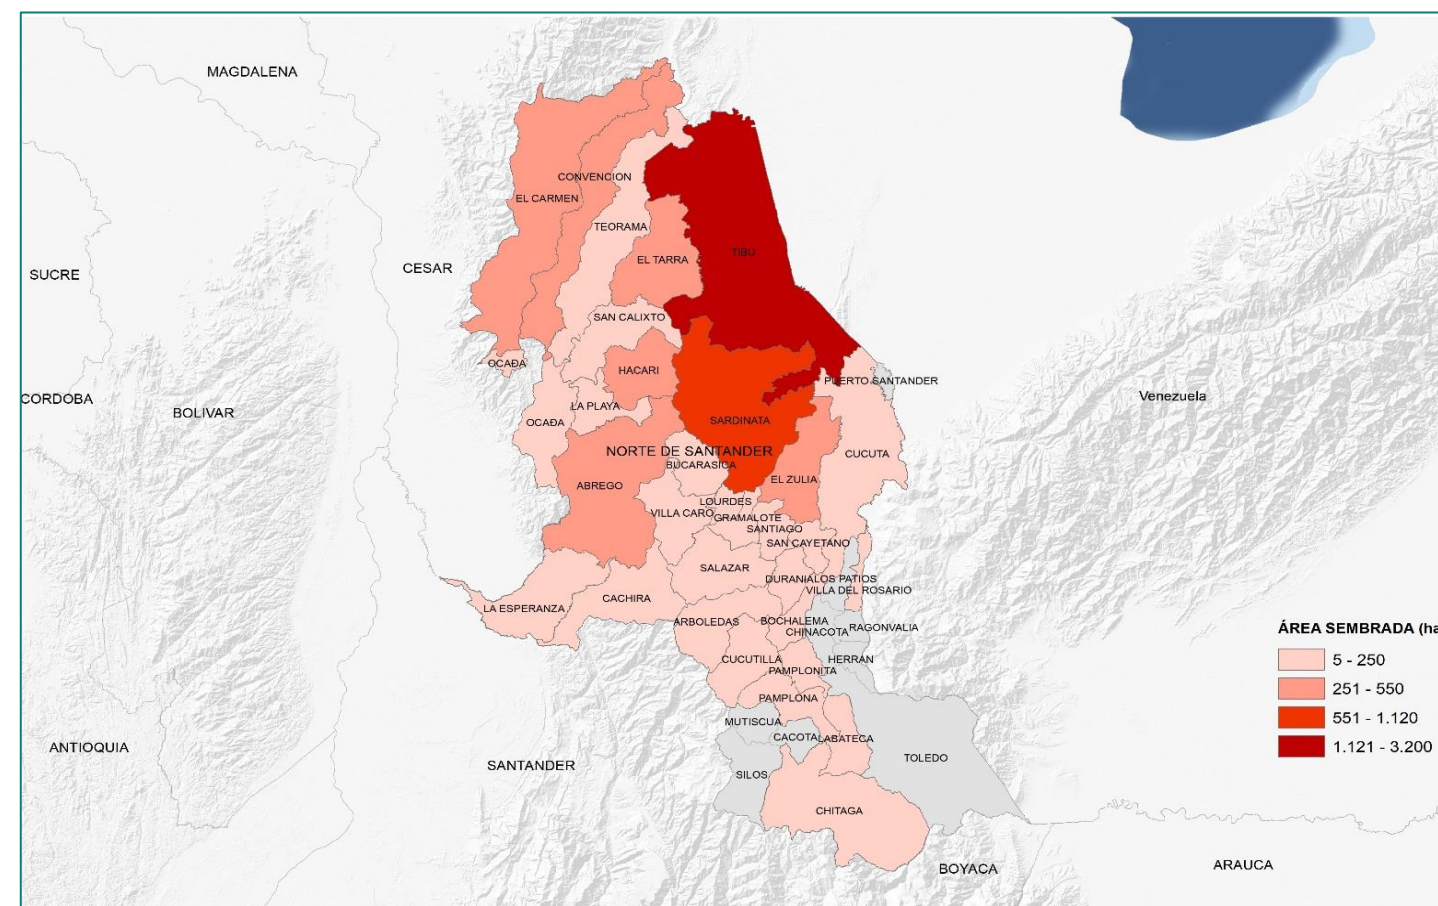 MAGDALENA
CONVENCION
EL CARMEN
TEORAMA
TIBU
EL TARRA
CESAR
SUCRE
SAN CALIXTO
OCAÐA
HACARI
PUERTO SANTANDER
Venezuela
CORDOBA
BOLIVAR
LA PLAYA
OCAÐA
SARDINATA
NORTE DE SANTANDER
CUCUTA
BUCARASICA
EL ZULIA
ABREGO
LOURDES
VILLA CARO
GRAMALOTE
SANTIAGO
SAN CAYETANO
SALAZAR
DURANIA
LOS PATIOS
VILLA DEL ROSARIO
CACHIRA
LA ESPERANZA
ARBOLEDAS
BOCHALEMA
RAGONVALIA
CHINACOTA
CUCUTILLA
HERRAN
PAMPLONITA
PAMPLONA
MUTISCUA
CACOTA
LABATECA
ANTIOQUIA
TOLEDO
SANTANDER
SILOS
CHITAGA
BOYACA
ARAUCA
ÁREA SEMBRADA (ha
5 - 250
251 - 550
551 - 1.120
1.121 - 3.200